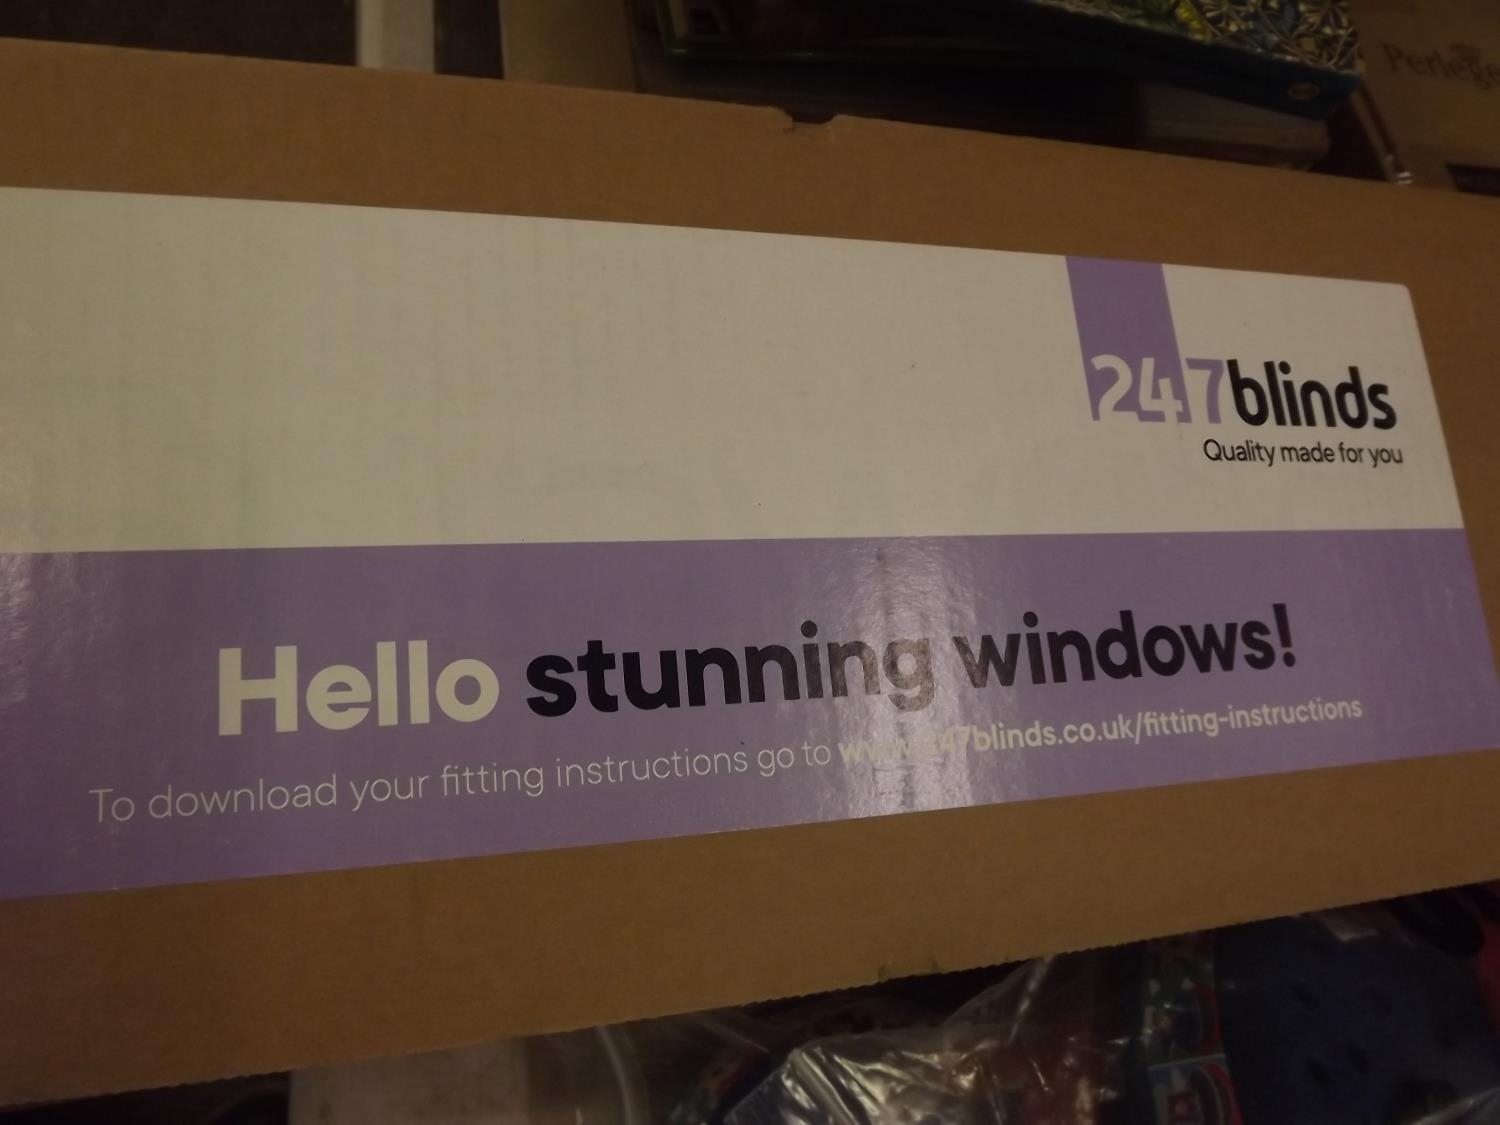 247blinds
Quality made for you
Hello stunning windows!
To download your fitting instructions go to www.247blinds.co.uk/fitting-instructions